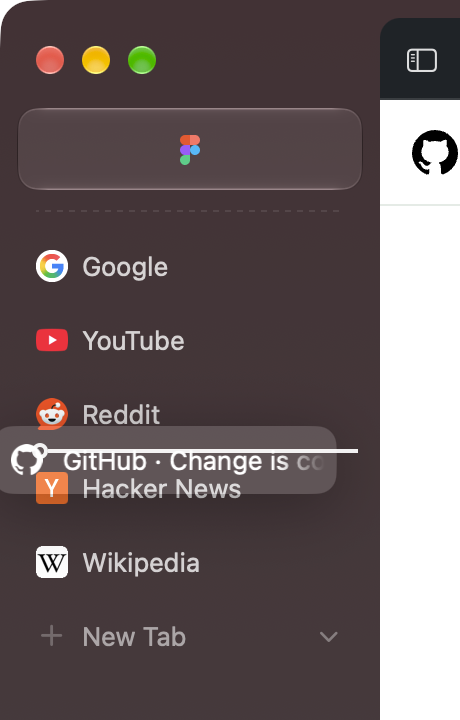 Google
YouTube
Reddit
GitHub · Change is co
Hacker News
Wikipedia
New Tab